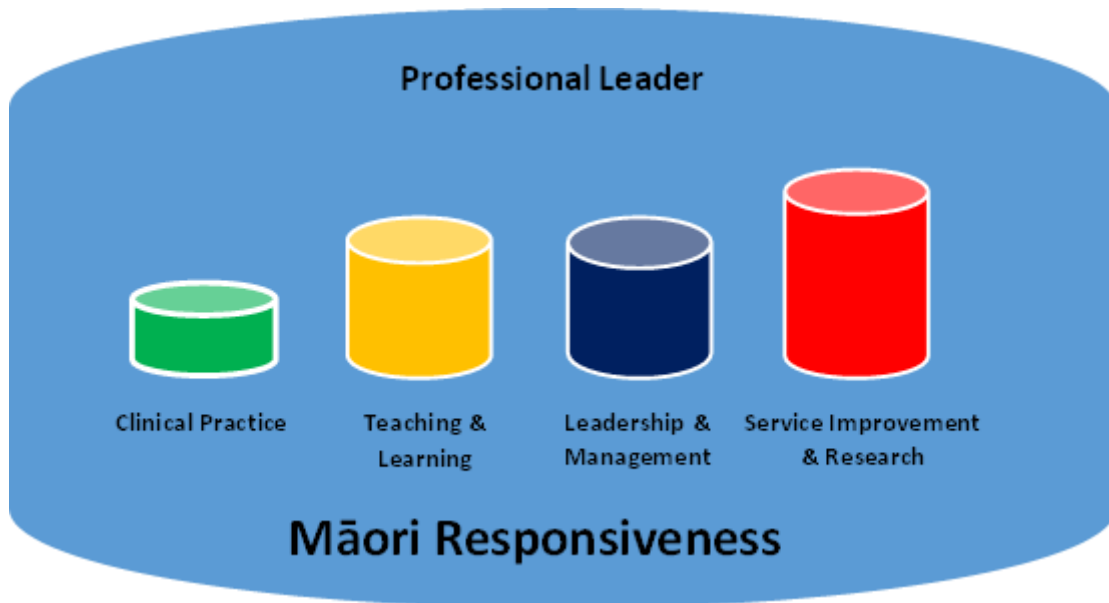 Professional Leader
Clinical Practice
Teaching &
Learning
Leadership &
Management
Service Improvement
& Research
Māori Responsiveness